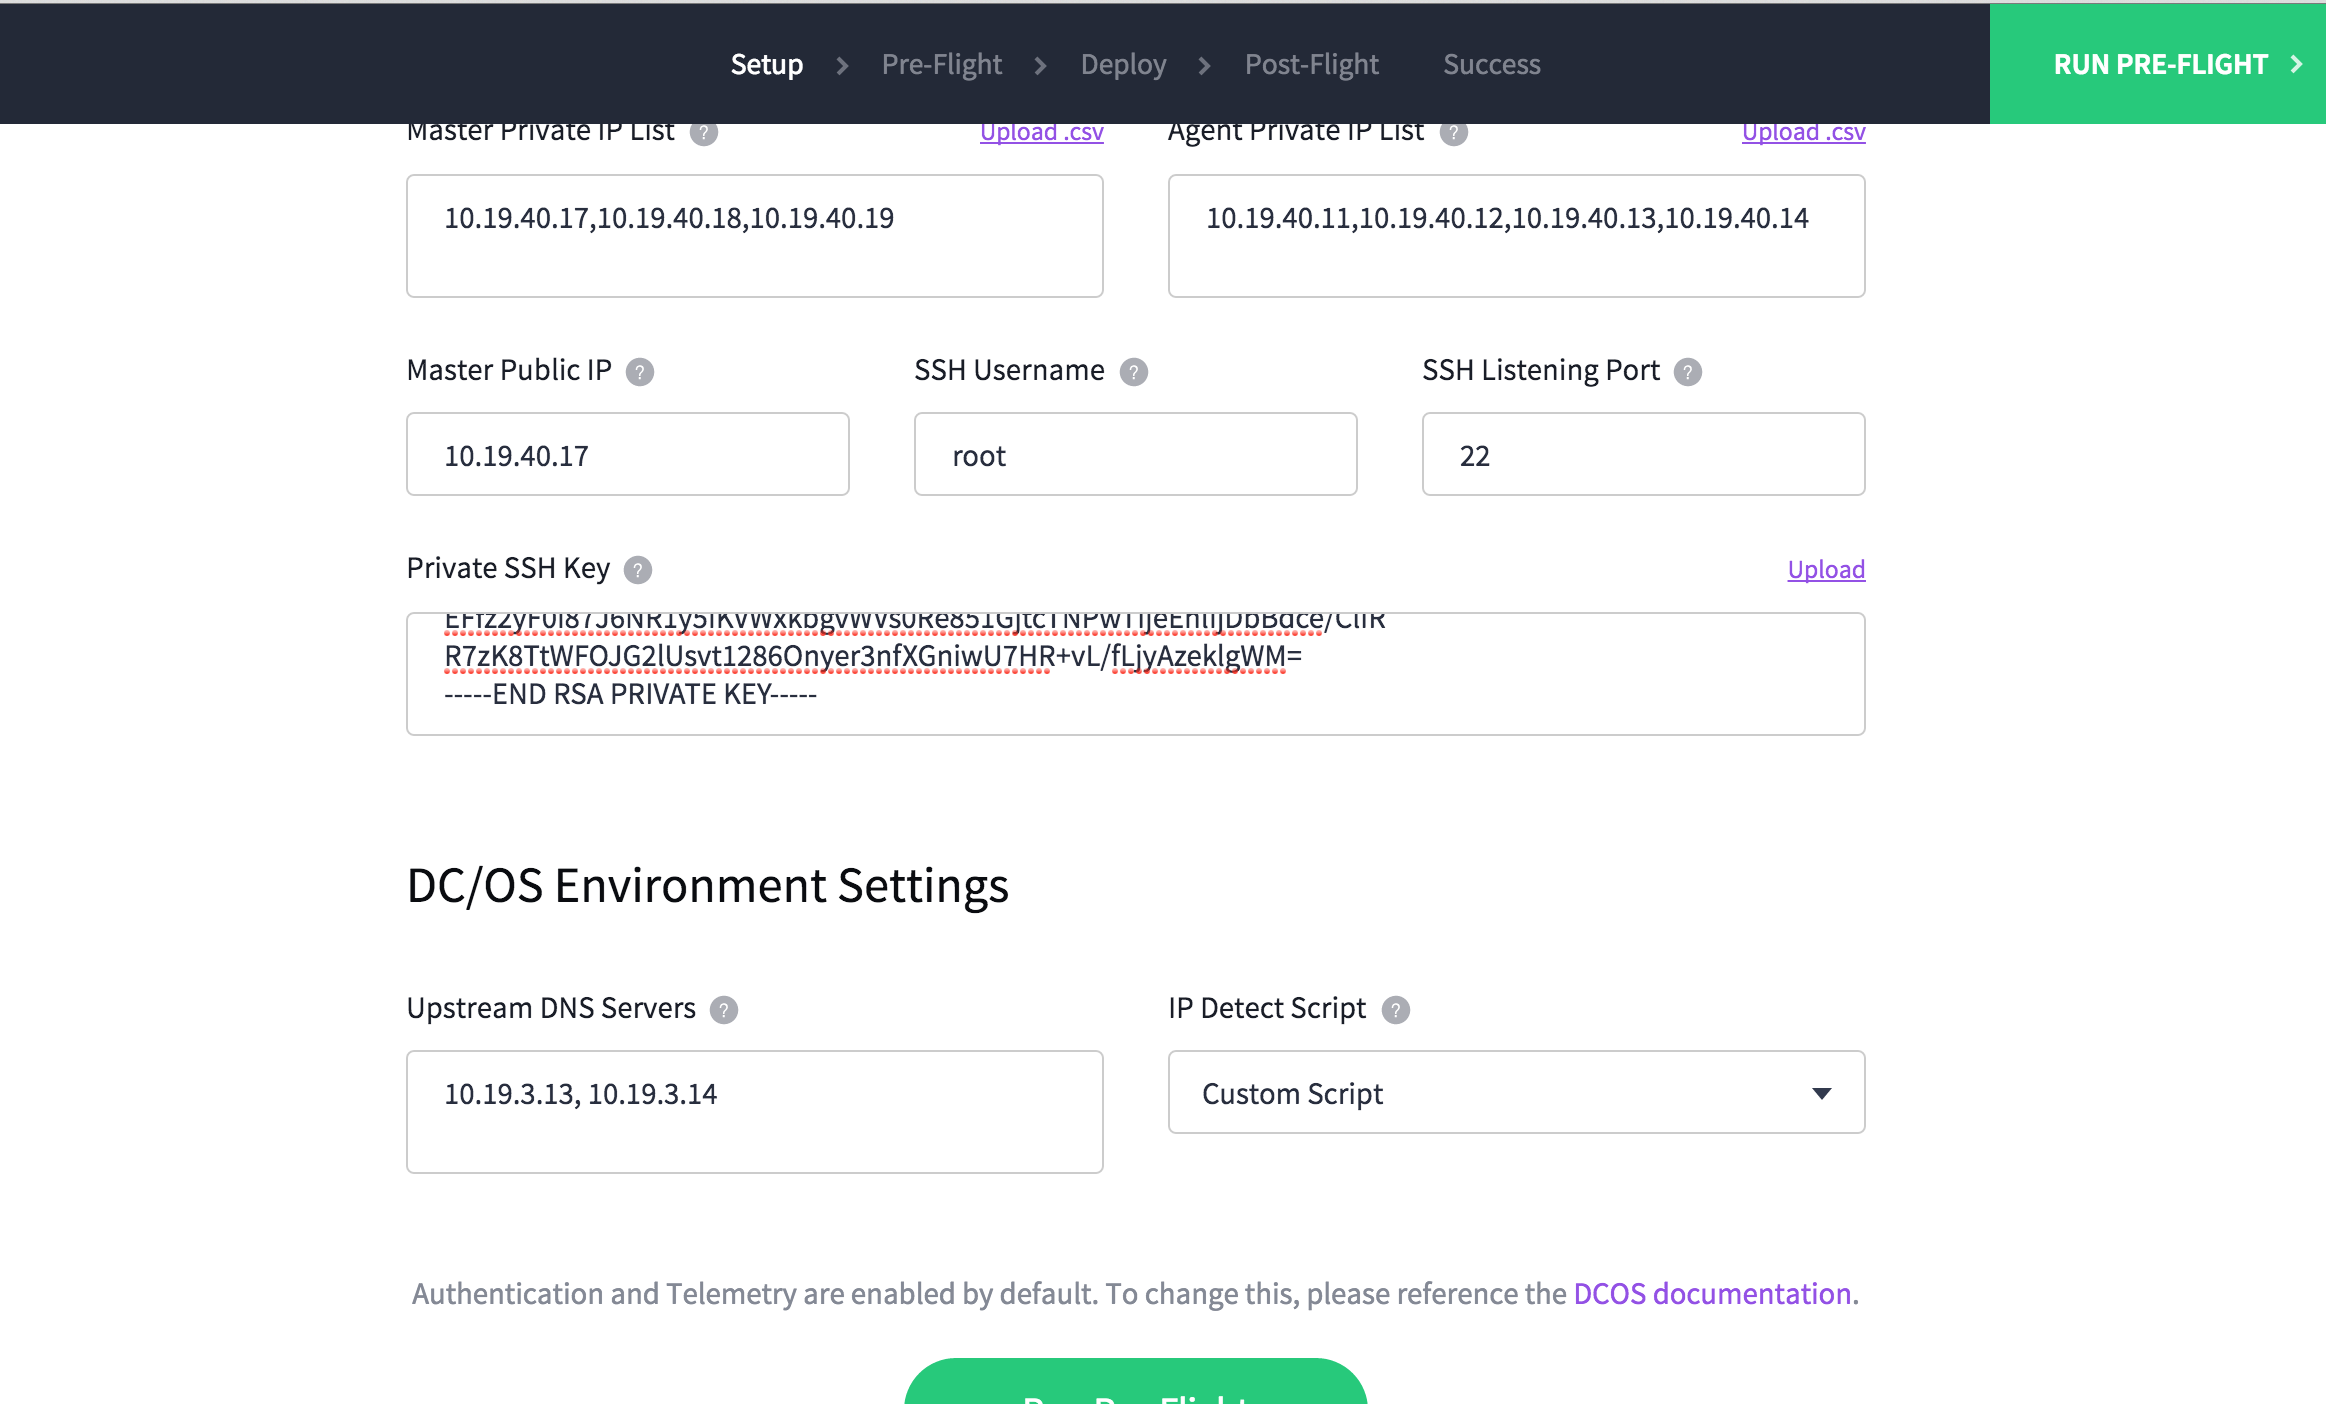 Setup > Pre-Flight > Deploy > Post-Flight Success
RUN PRE-FLIGHT >
Master Private IP List ? Upload .csv
Agent Private IP List ? Upload .csv
10.19.40.17,10.19.40.18,10.19.40.19
10.19.40.11,10.19.40.12,10.19.40.13,10.19.40.14
Master Public IP ?
SSH Username ?
SSH Listening Port ?
10.19.40.17
root
22
Private SSH Key ? Upload
-----END RSA PRIVATE KEY-----
DC/OS Environment Settings
Upstream DNS Servers ?
IP Detect Script ?
10.19.3.13, 10.19.3.14
Custom Script
Authentication and Telemetry are enabled by default. To change this, please reference the DCOS documentation.
Run Pre-Flight